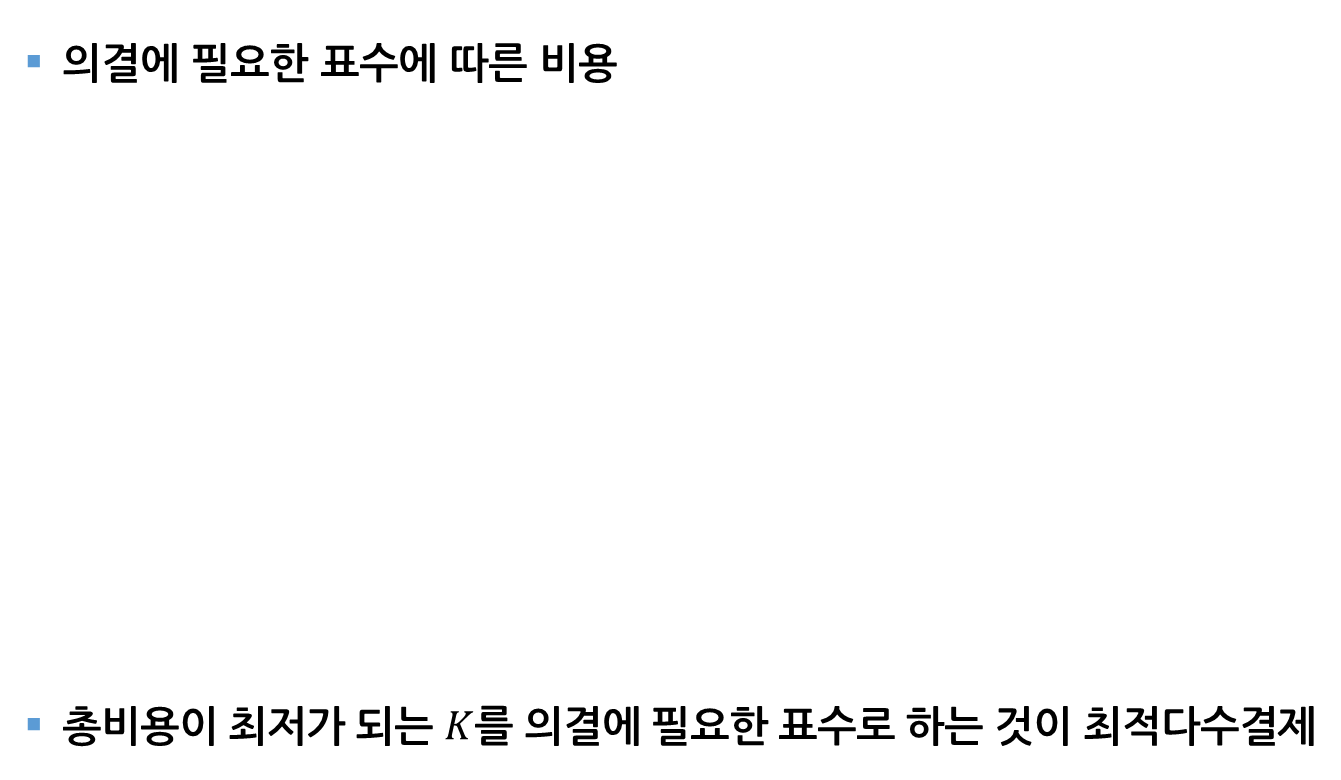 ▪ 의결에 필요한 표수에 따른 비용
▪ 총비용이 최저가 되는 K를 의결에 필요한 표수로 하는 것이 최적다수결제